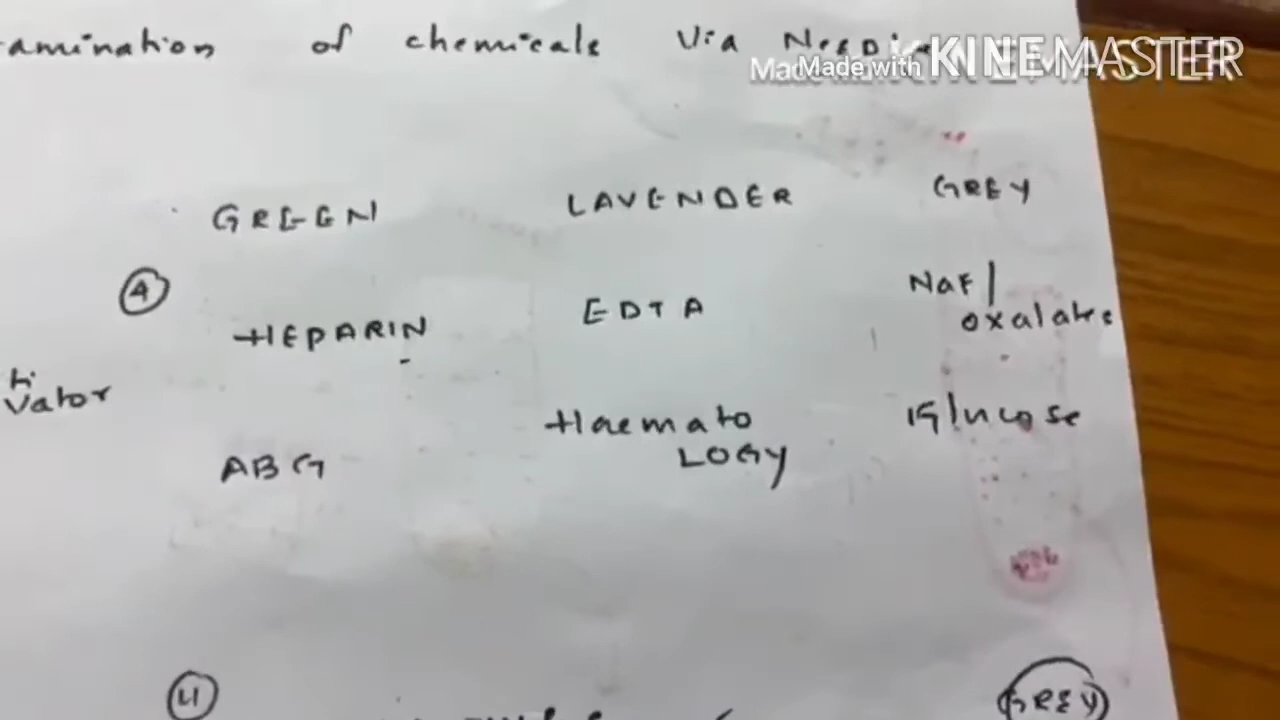 amination of chemicals via
Made with KINEMASTER
GREEN LAVENDER GREY
4
HEPARIN EDTA NaF/
oxalates
vator
ABG Haemato
LOGY
Glucose
4
GREY